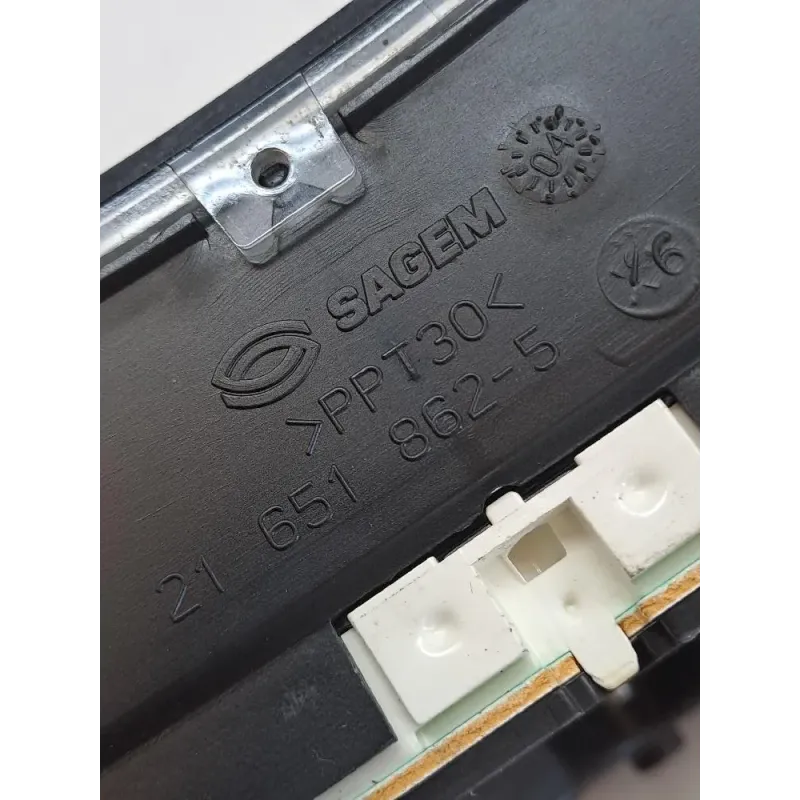 SAGEM
>PPT30<
21 651 862-5
04